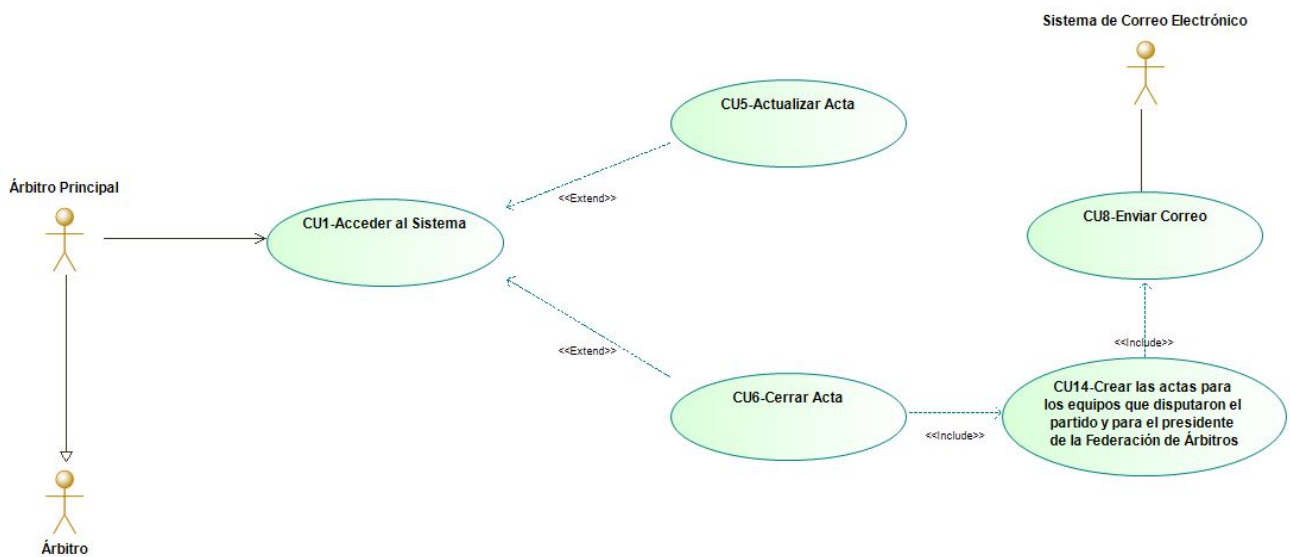 Sistema de Correo Electrónico
CU5-Actualizar Acta
Árbitro Principal
<<Extend>>
CU1-Acceder al Sistema
CU8-Enviar Correo
<<Extend>>
<<Include>>
CU6-Cerrar Acta
CU14-Crear las actas para
los equipos que disputaron el
partido y para el presidente
de la Federación de Árbitros
<<Include>>
Árbitro